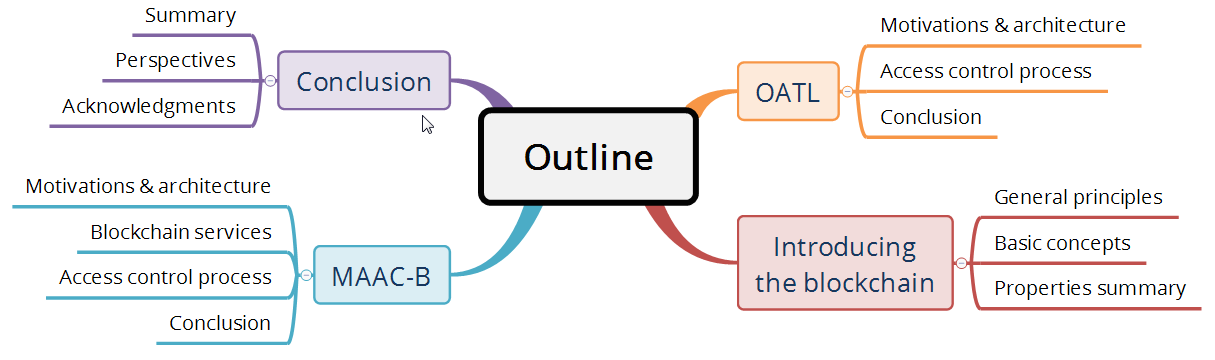 Outline
OATL
Motivations & architecture
Access control process
Conclusion
Introducing
the blockchain
General principles
Basic concepts
Properties summary
MAAC-B
Motivations & architecture
Blockchain services
Access control process
Conclusion
Conclusion
Summary
Perspectives
Acknowledgments